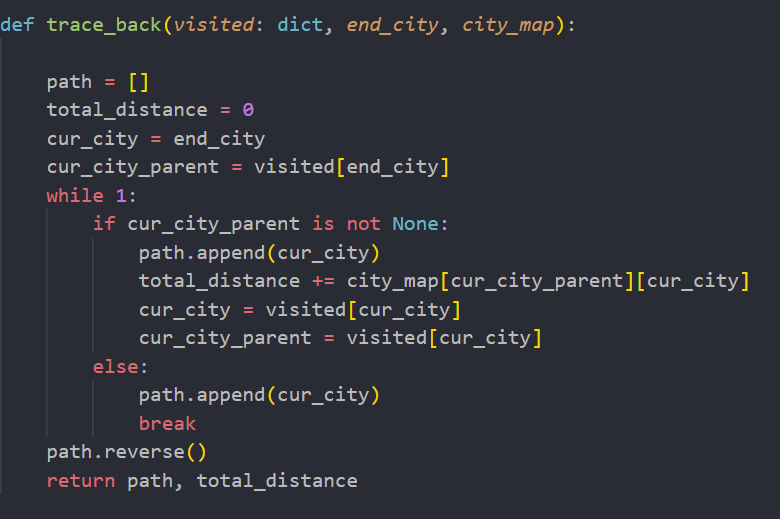 def trace_back(visited: dict, end_city, city_map):
    path = []
    total_distance = 0
    cur_city = end_city
    cur_city_parent = visited[end_city]
    while 1:
        if cur_city_parent is not None:
            path.append(cur_city)
            total_distance += city_map[cur_city_parent][cur_city]
            cur_city = visited[cur_city]
            cur_city_parent = visited[cur_city]
        else:
            path.append(cur_city)
            break
    path.reverse()
    return path, total_distance